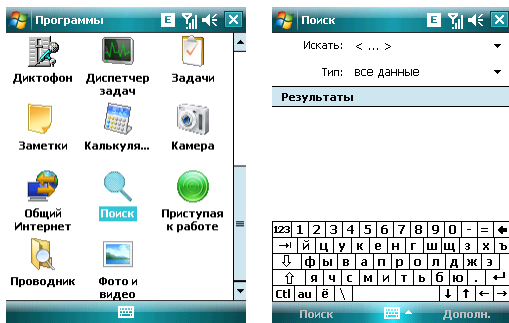 Программы E
Диктофон Диспетчер задач Задачи
Заметки Калькуля... Камера
Общий Интернет Поиск Приступая к работе
Проводник Фото и видео
Поиск E
Искать: < ... >
Тип: все данные
Результаты
123 1 2 3 4 5 6 7 8 9 0 - =
й ц у к е н г ш щ з х ъ
ф ы в а п р о л д ж э
я ч с м и т ь б ю .
Ctl au ё \
Поиск Дополн.